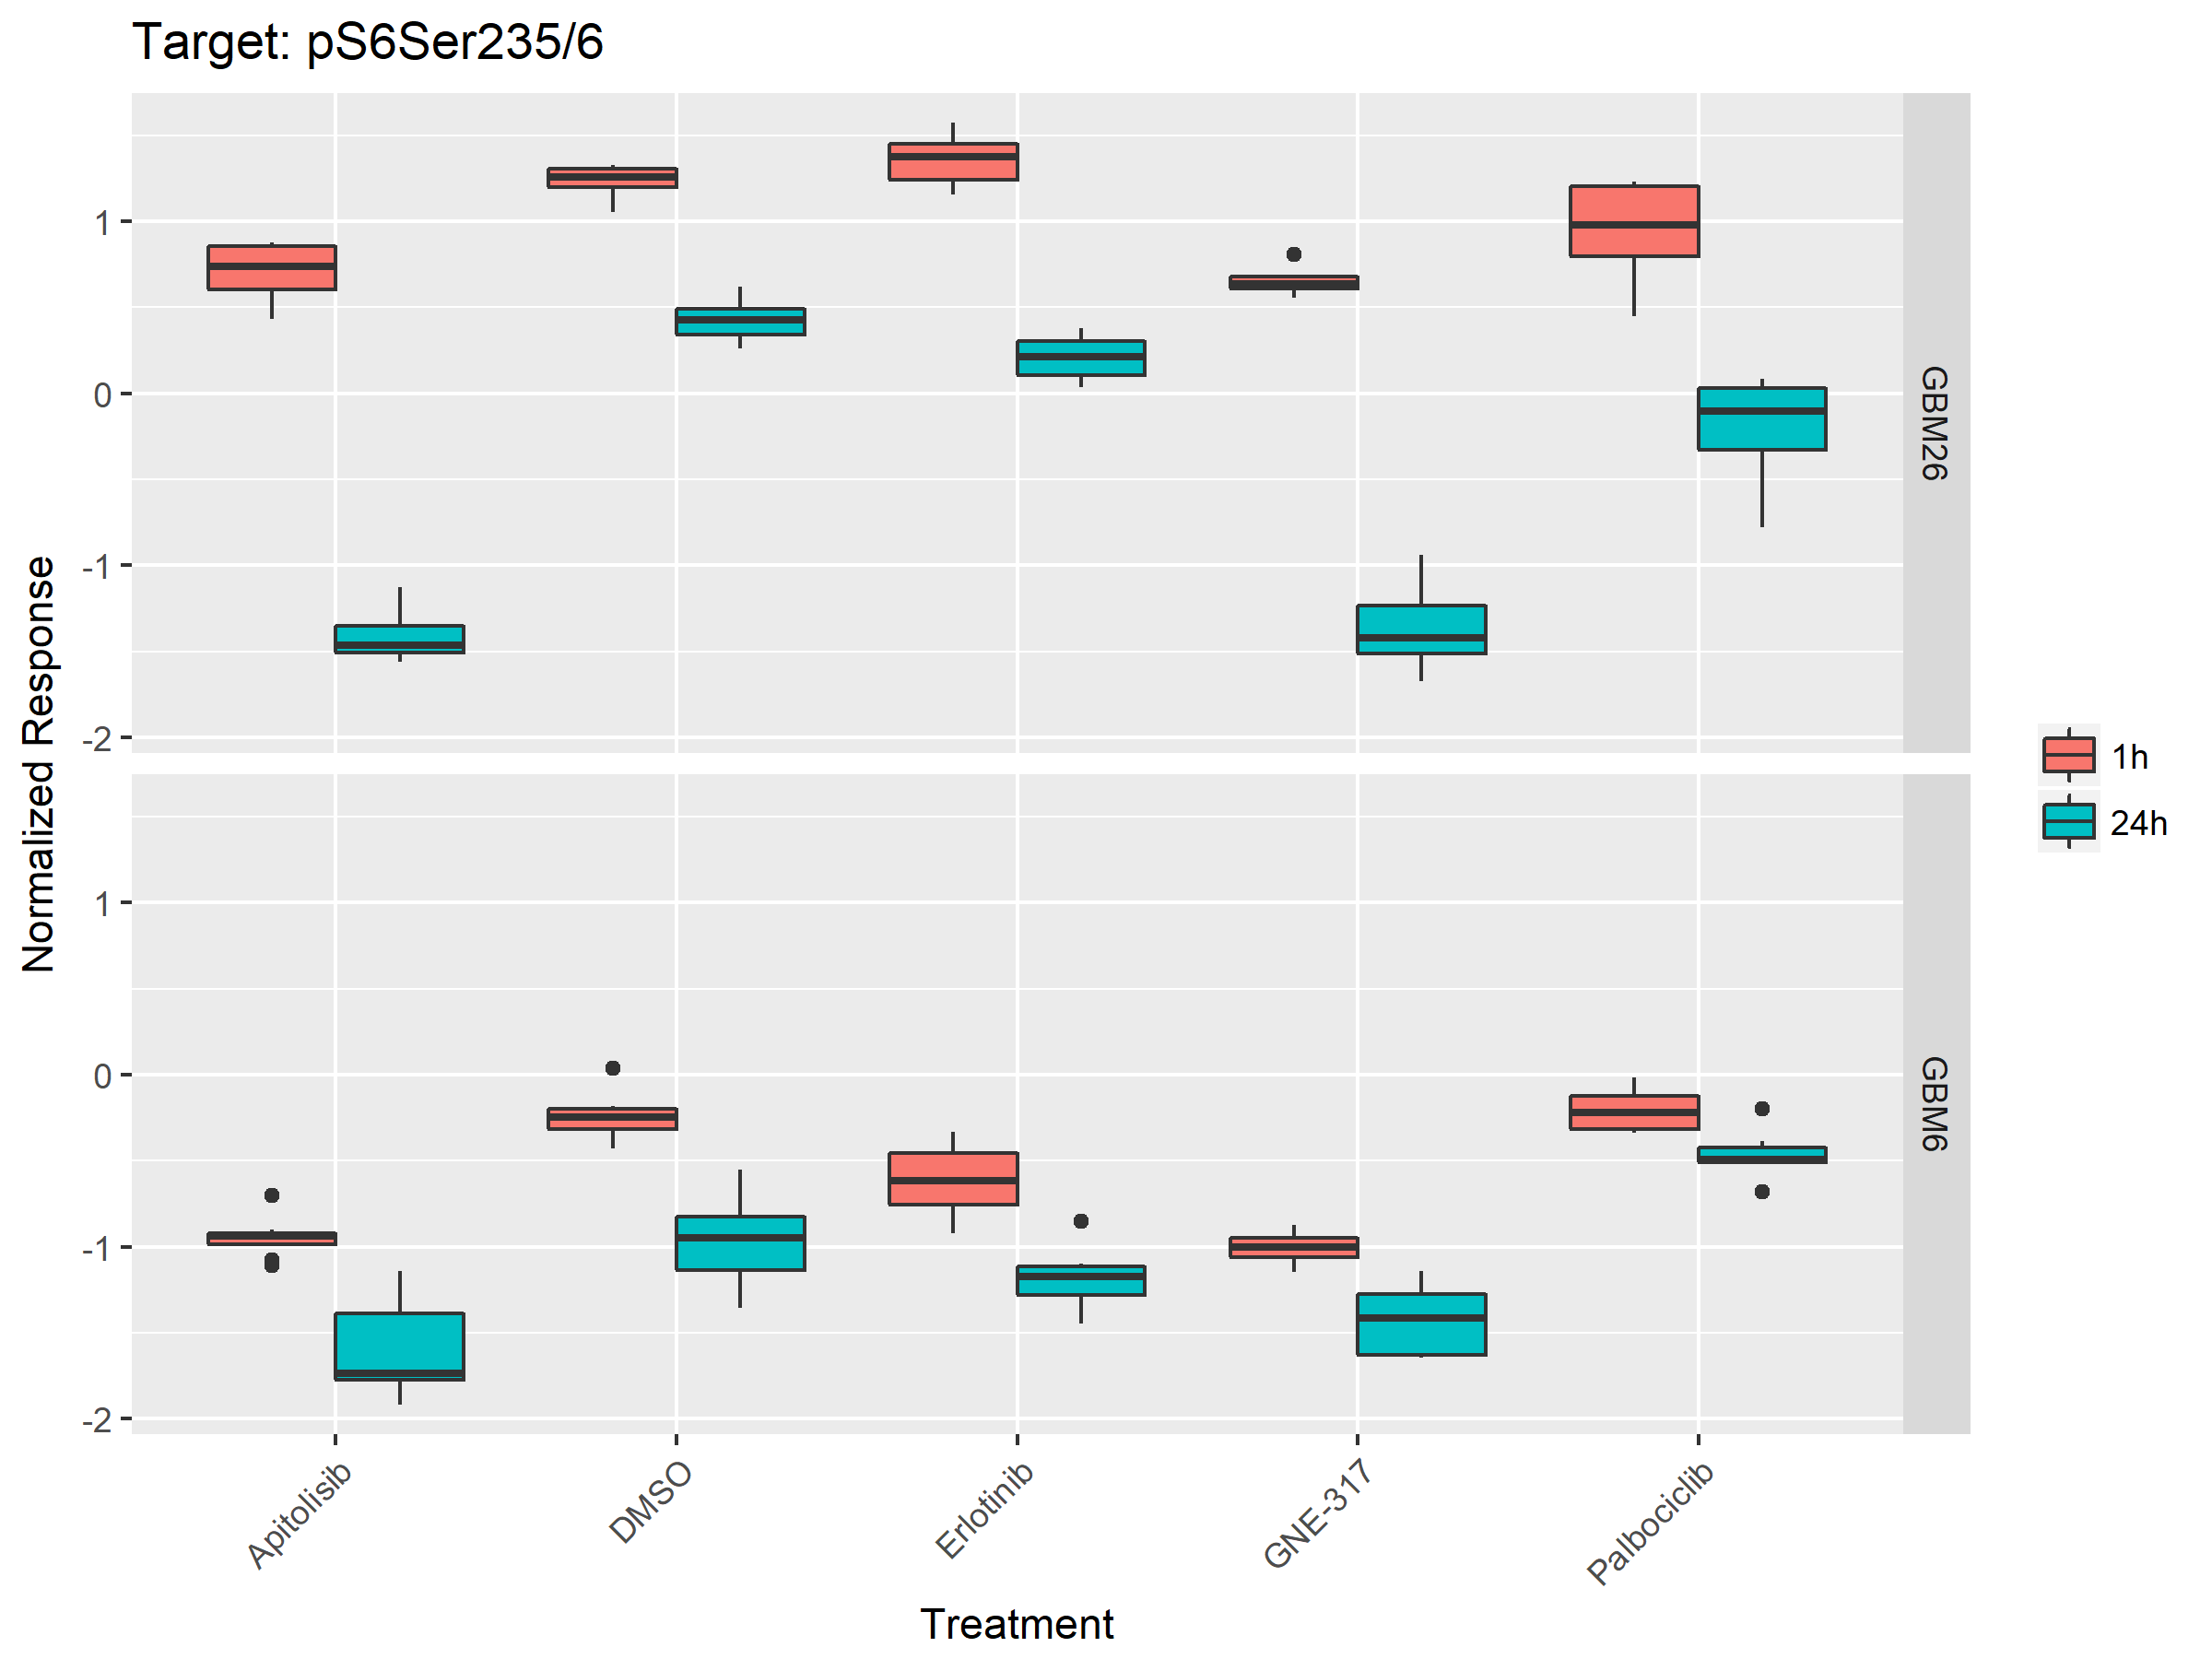 Target: pS6Ser235/6
Normalized Response
1
0
-1
-2
GBM26
1
0
-1
-2
GBM6
1h
24h
Apitolisib
DMSO
Erlotinib
GNE-317
Palbociclib
Treatment